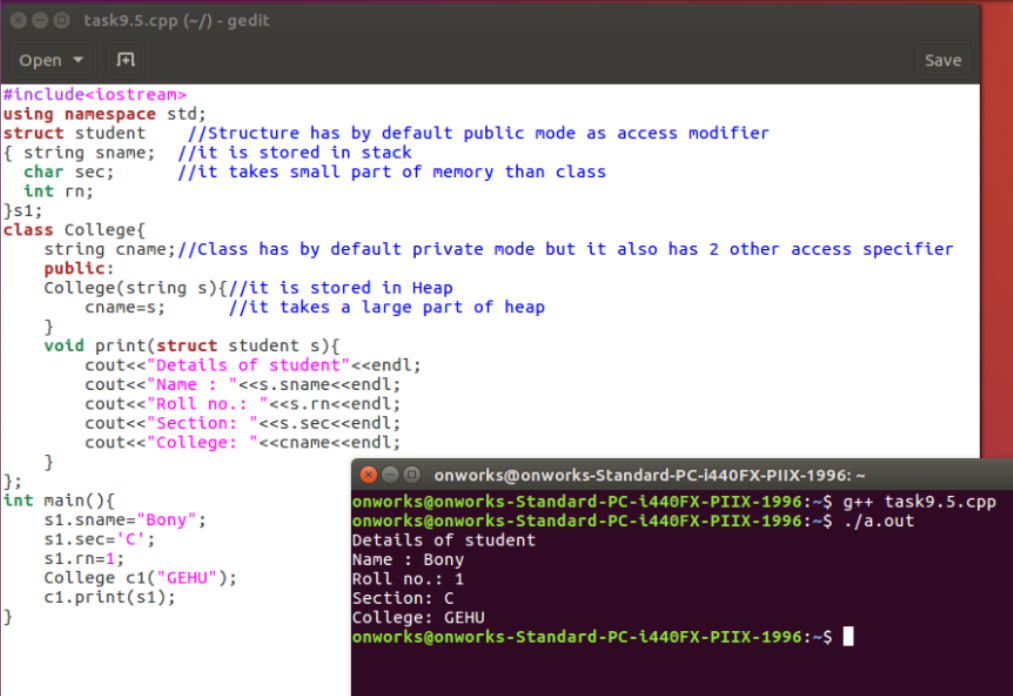 task9.5.cpp (~/) - gedit
Open
Save
#include<iostream>
using namespace std;
struct student    //Structure has by default public mode as access modifier
{ string sname;  //it is stored in stack
  char sec;      //it takes small part of memory than class
  int rn;
}s1;
class College{
    string cname;//Class has by default private mode but it also has 2 other access specifier
    public:
    College(string s){//it is stored in Heap
        cname=s;      //it takes a large part of heap
    }
    void print(struct student s){
        cout<<"Details of student"<<endl;
        cout<<"Name : "<<s.sname<<endl;
        cout<<"Roll no.: "<<s.rn<<endl;
        cout<<"Section: "<<s.sec<<endl;
        cout<<"College: "<<cname<<endl;
    }
};
int main(){
    s1.sname="Bony";
    s1.sec='C';
    s1.rn=1;
    College c1("GEHU");
    c1.print(s1);
}
onworks@onworks-Standard-PC-i440FX-PIIX-1996: ~
onworks@onworks-Standard-PC-i440FX-PIIX-1996:~$ g++ task9.5.cpp
onworks@onworks-Standard-PC-i440FX-PIIX-1996:~$ ./a.out
Details of student
Name : Bony
Roll no.: 1
Section: C
College: GEHU
onworks@onworks-Standard-PC-i440FX-PIIX-1996:~$